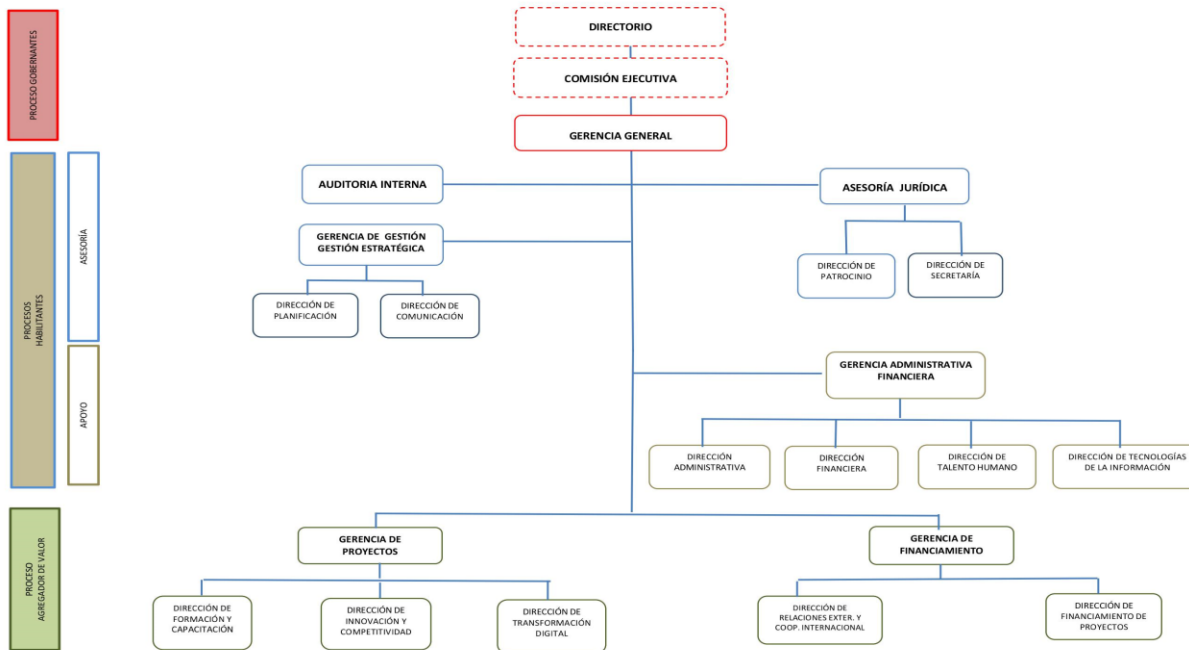 DIRECTORIO
COMISIÓN EJECUTIVA
GERENCIA GENERAL
PROCESO GOBERNANTES
PROCESOS
HABILITANTES
ASESORÍA
AUDITORIA INTERNA
ASESORÍA JURÍDICA
GERENCIA DE GESTIÓN
GESTIÓN ESTRATÉGICA
DIRECCIÓN DE
PATROCINIO
DIRECCIÓN DE
SECRETARÍA
DIRECCIÓN DE
PLANIFICACIÓN
DIRECCIÓN DE
COMUNICACIÓN
APOYO
GERENCIA ADMINISTRATIVA
FINANCIERA
DIRECCIÓN
ADMINISTRATIVA
DIRECCIÓN
FINANCIERA
DIRECCIÓN DE
TALENTO HUMANO
DIRECCIÓN DE TECNOLOGÍAS
DE LA INFORMACIÓN
PROCESO
AGREGADOR DE VALOR
GERENCIA DE
PROYECTOS
GERENCIA DE
FINANCIAMIENTO
DIRECCIÓN DE
FORMACIÓN Y
CAPACITACIÓN
DIRECCIÓN DE
INNOVACIÓN Y
COMPETITIVIDAD
DIRECCIÓN DE
TRANSFORMACIÓN
DIGITAL
DIRECCIÓN DE
RELACIONES EXTER. Y
COOP. INTERNACIONAL
DIRECCIÓN DE
FINANCIAMIENTO DE
PROYECTOS